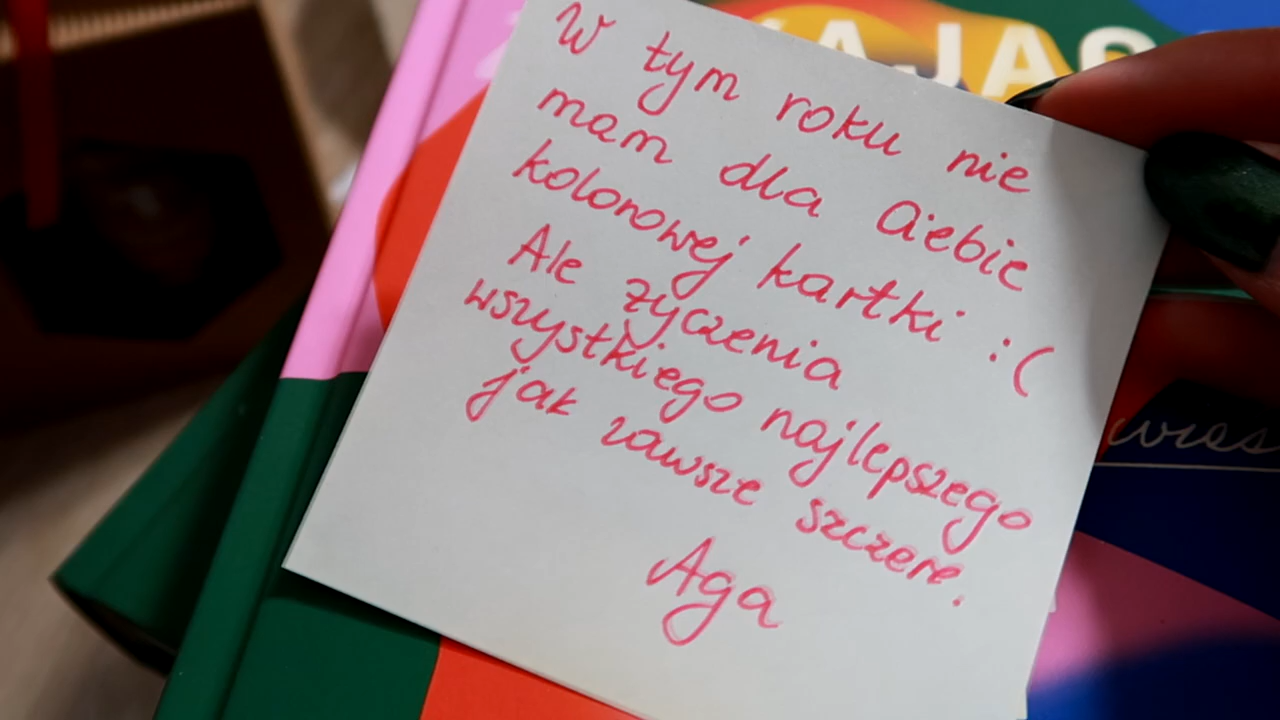 W tym roku nie
mam dla Ciebie
kolorowej kartki :(
Ale życzenia
wszystkiego najlepszego
jak zawsze szczere.
Aga